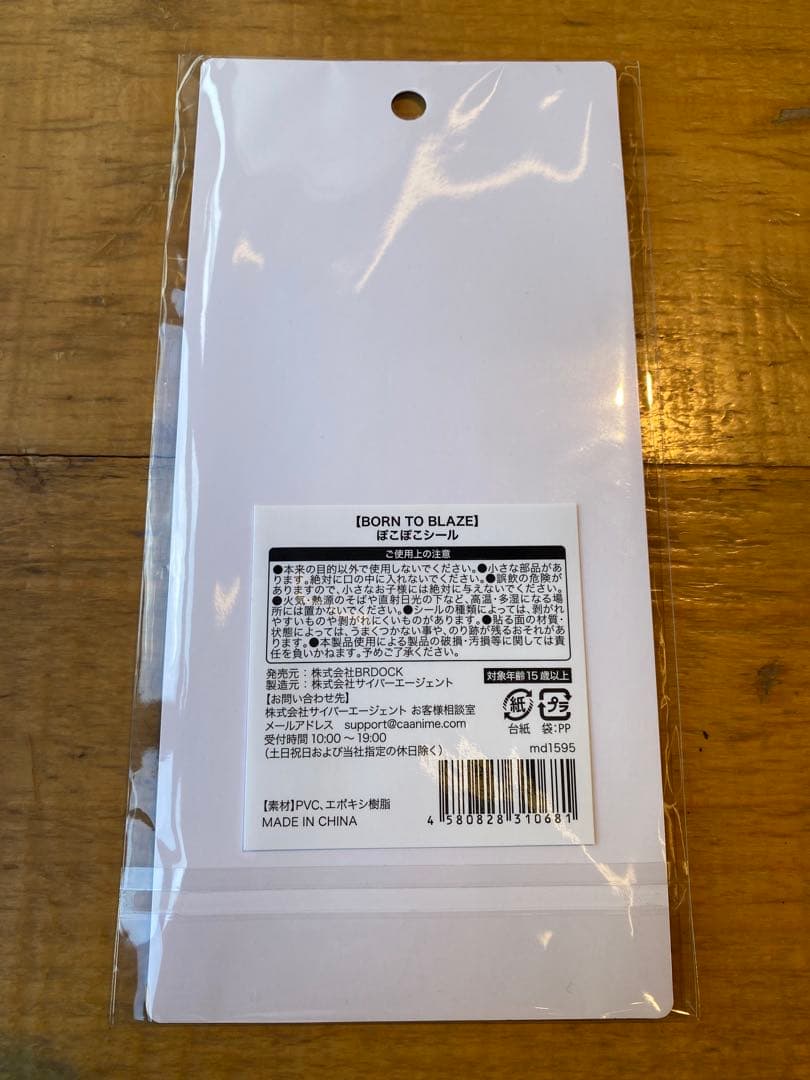 【BORN TO BLAZE】
ぽこぽこシール
ご使用上の注意
●本来の目的以外で使用しないでください。●小さな部品があ
ります。絶対に口の中に入れないでください。●誤飲の危険が
ありますので、小さなお子様には絶対に与えないでください。
●火気・熱源のそばや直射日光の下など、高温・多湿になる場
所には置かないでください。●シールの種類によっては、剥がれ
やすいものや剥がれにくいものがあります。●貼る面の材質・
状態によっては、うまくつかない事や、のり跡が残るおそれがあり
ます。●本製品使用による製品の破損・汚損等に関しては責
任を負いかねます。予めご了承ください。
発売元：株式会社BRDOCK
対象年齢15歳以上
製造元：株式会社サイバーエージェント
【お問い合わせ先】
株式会社サイバーエージェント お客様相談室
メールアドレス support@caanime.com
受付時間 10:00～19:00
（土日祝日および当社指定の休日除く）
紙 プラ
台紙 袋:PP
md1595
【素材】PVC、エポキシ樹脂
MADE IN CHINA
4 580828 310681